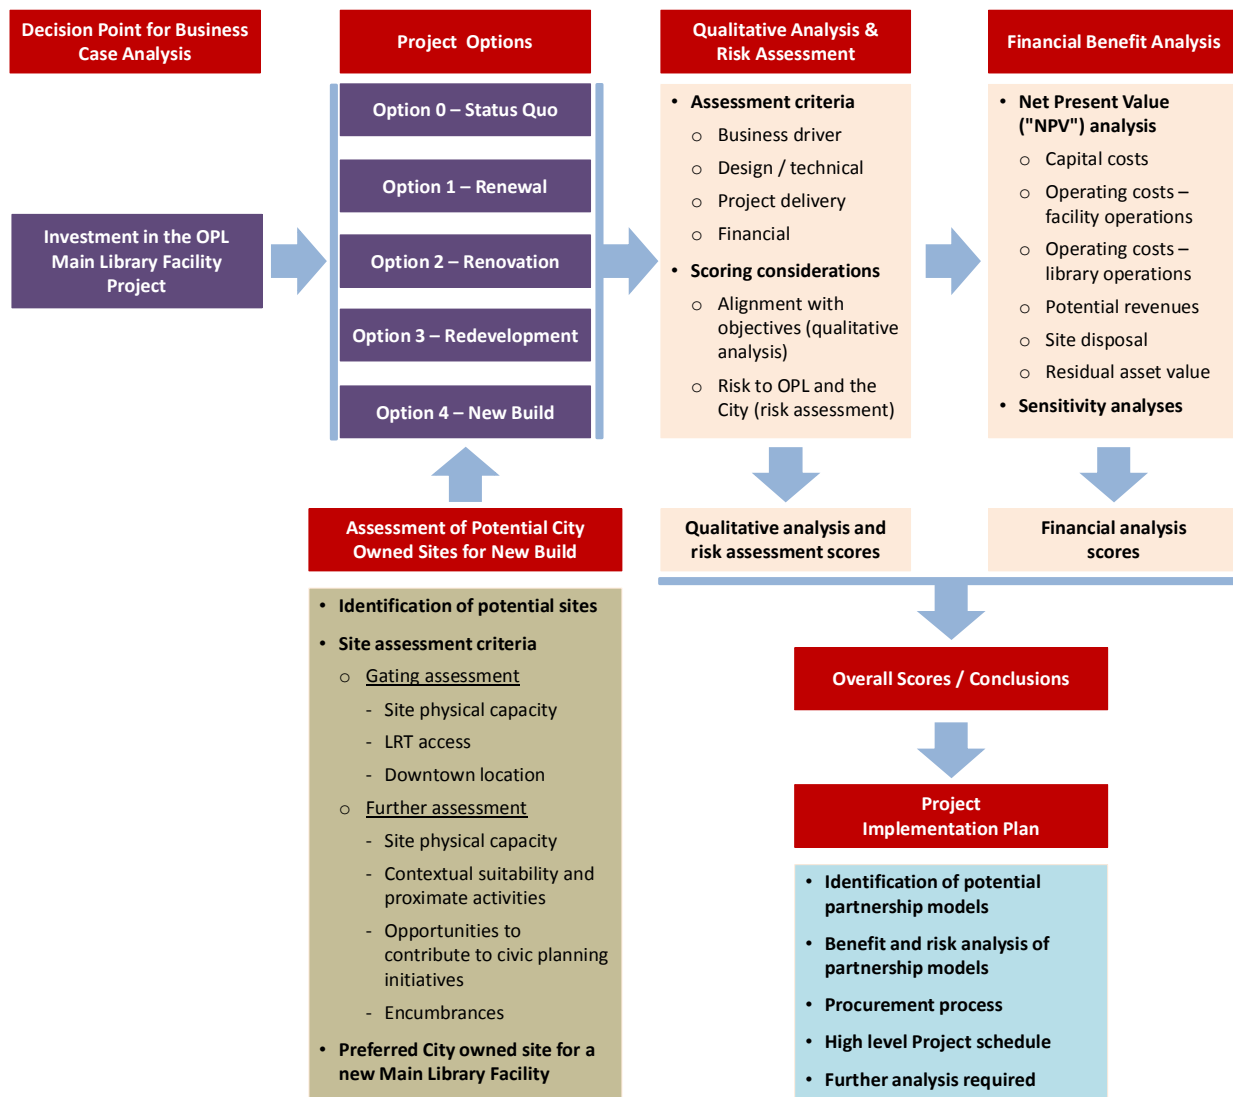 Decision Point for Business
Case Analysis
Investment in the OPL
Main Library Facility
Project
Project Options
Option 0 – Status Quo
Option 1 – Renewal
Option 2 – Renovation
Option 3 – Redevelopment
Option 4 – New Build
Qualitative Analysis &
Risk Assessment
• Assessment criteria
o Business driver
o Design / technical
o Project delivery
o Financial
• Scoring considerations
o Alignment with
objectives (qualitative
analysis)
o Risk to OPL and the
City (risk assessment)
Financial Benefit Analysis
• Net Present Value
("NPV") analysis
o Capital costs
o Operating costs –
facility operations
o Operating costs –
library operations
o Potential revenues
o Site disposal
o Residual asset value
• Sensitivity analyses
Assessment of Potential City
Owned Sites for New Build
• Identification of potential sites
• Site assessment criteria
o Gating assessment
- Site physical capacity
- LRT access
- Downtown location
o Further assessment
- Site physical capacity
- Contextual suitability and
proximate activities
- Opportunities to
contribute to civic planning
initiatives
- Encumbrances
• Preferred City owned site for a
new Main Library Facility
Qualitative analysis and
risk assessment scores
Financial analysis
scores
Overall Scores / Conclusions
Project
Implementation Plan
• Identification of potential
partnership models
• Benefit and risk analysis of
partnership models
• Procurement process
• High level Project schedule
• Further analysis required